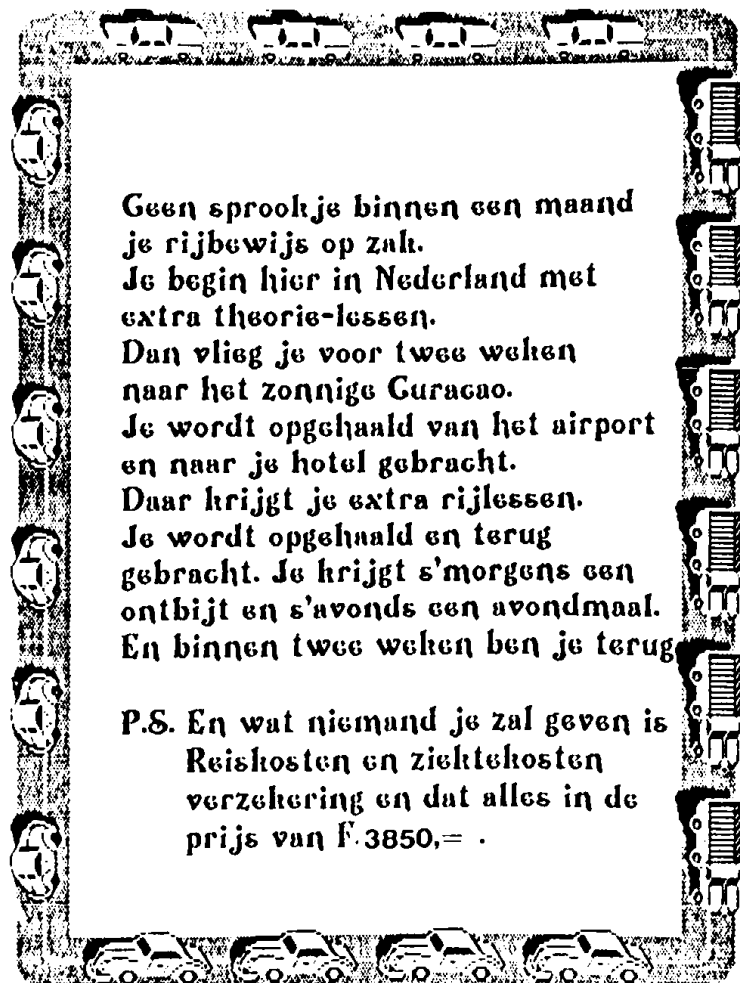 Geen sprookje binnen een maand
je rijbewijs op zak.
Je begin hier in Nederland met
extra theorie-lessen.
Dan vlieg je voor twee weken
naar het zonnige Curacao.
Je wordt opgehaald van het airport
en naar je hotel gebracht.
Daar krijgt je extra rijlessen.
Je wordt opgehaald en terug
gebracht. Je krijgt s'morgens een
ontbijt en s'avonds een avondmaal.
En binnen twee weken ben je terug.
P.S. En wat niemand je zal geven is
Reiskosten en ziektekosten
verzekering en dat alles in de
prijs van F.3850,= .